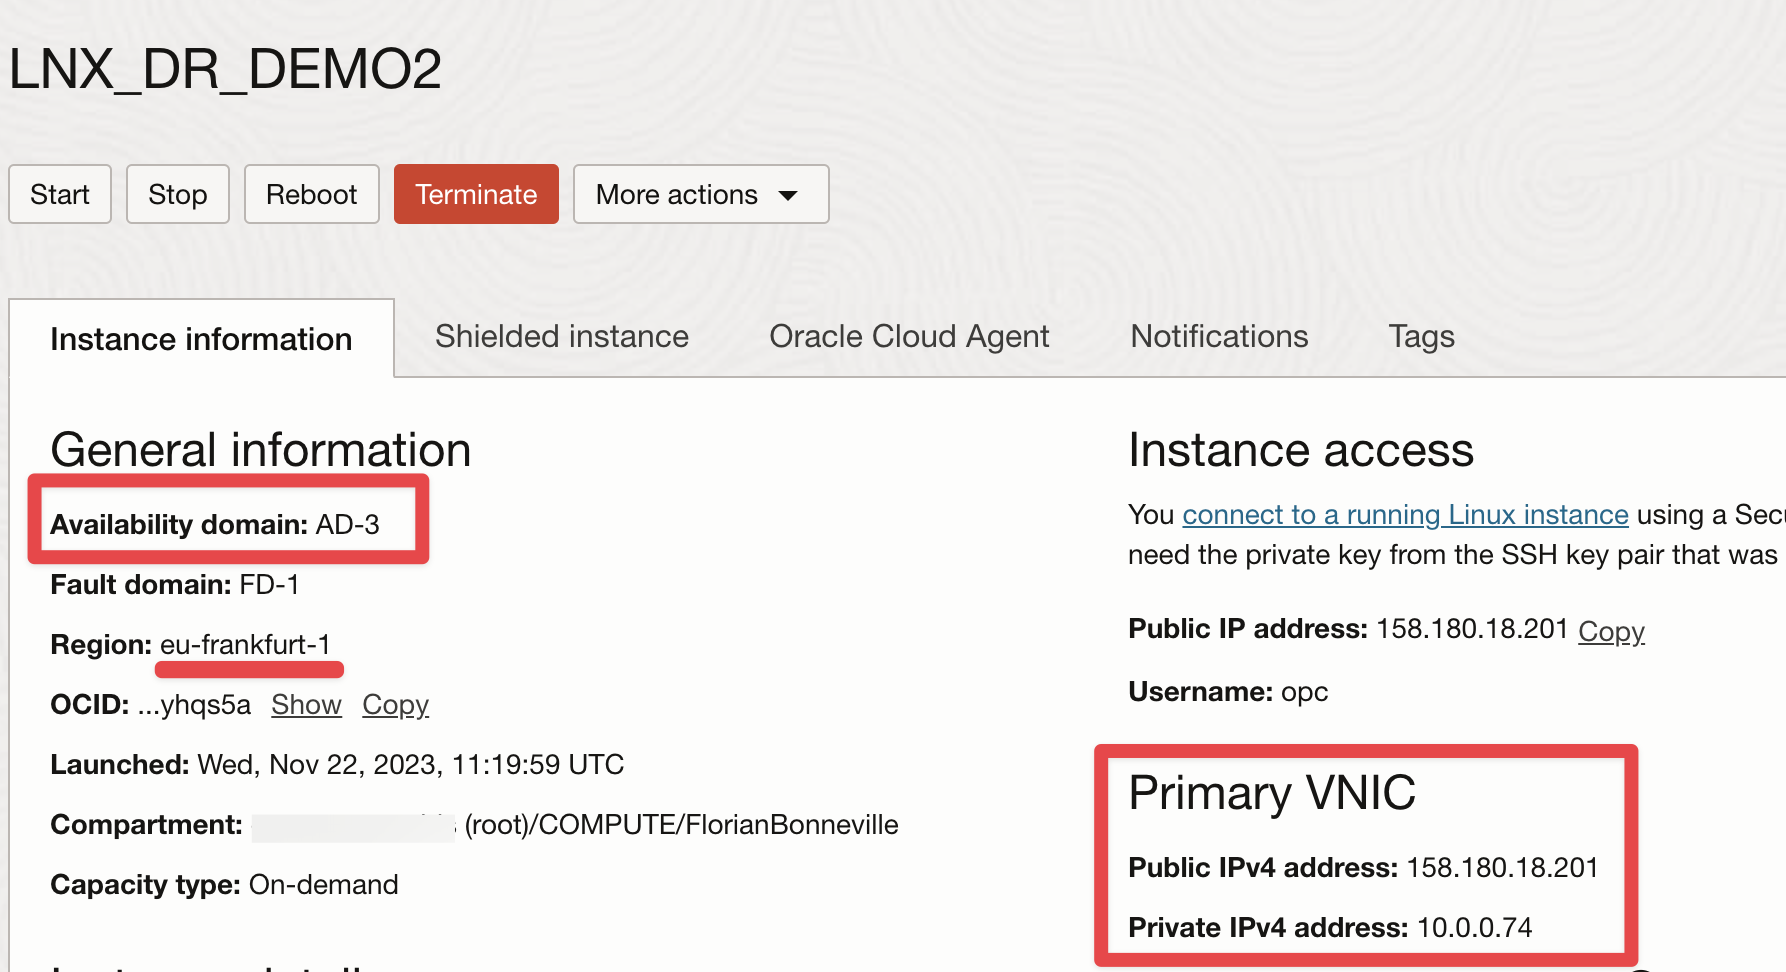 LNX_DR_DEMO2
Start Stop Reboot Terminate More actions
Instance information Shielded instance Oracle Cloud Agent Notifications Tags
General information
Availability domain: AD-3
Fault domain: FD-1
Region: eu-frankfurt-1
OCID: ...yhqs5a Show Copy
Launched: Wed, Nov 22, 2023, 11:19:59 UTC
Compartment: (root)/COMPUTE/FlorianBonneville
Capacity type: On-demand
Instance access
You connect to a running Linux instance using a
need the private key from the SSH key pair that was
Public IP address: 158.180.18.201 Copy
Username: opc
Primary VNIC
Public IPv4 address: 158.180.18.201
Private IPv4 address: 10.0.0.74